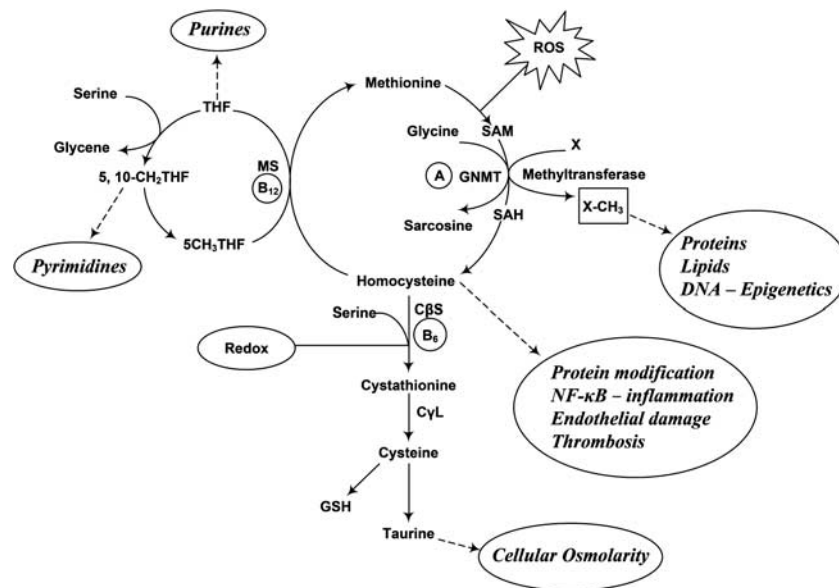 Purines
ROS
Serine
THF
Methionine
Glycine
SAM
X
Glycene
MS
B12
A
GNMT
Methyltransferase
5, 10-CH2THF
Sarcosine
SAH
X-CH3
5CH3THF
Pyrimidines
Proteins
Lipids
DNA – Epigenetics
Homocysteine
Serine
CβS
B6
Redox
Cystathionine
CγL
Protein modification
NF-κB – inflammation
Endothelial damage
Thrombosis
Cysteine
GSH
Taurine
Cellular Osmolarity